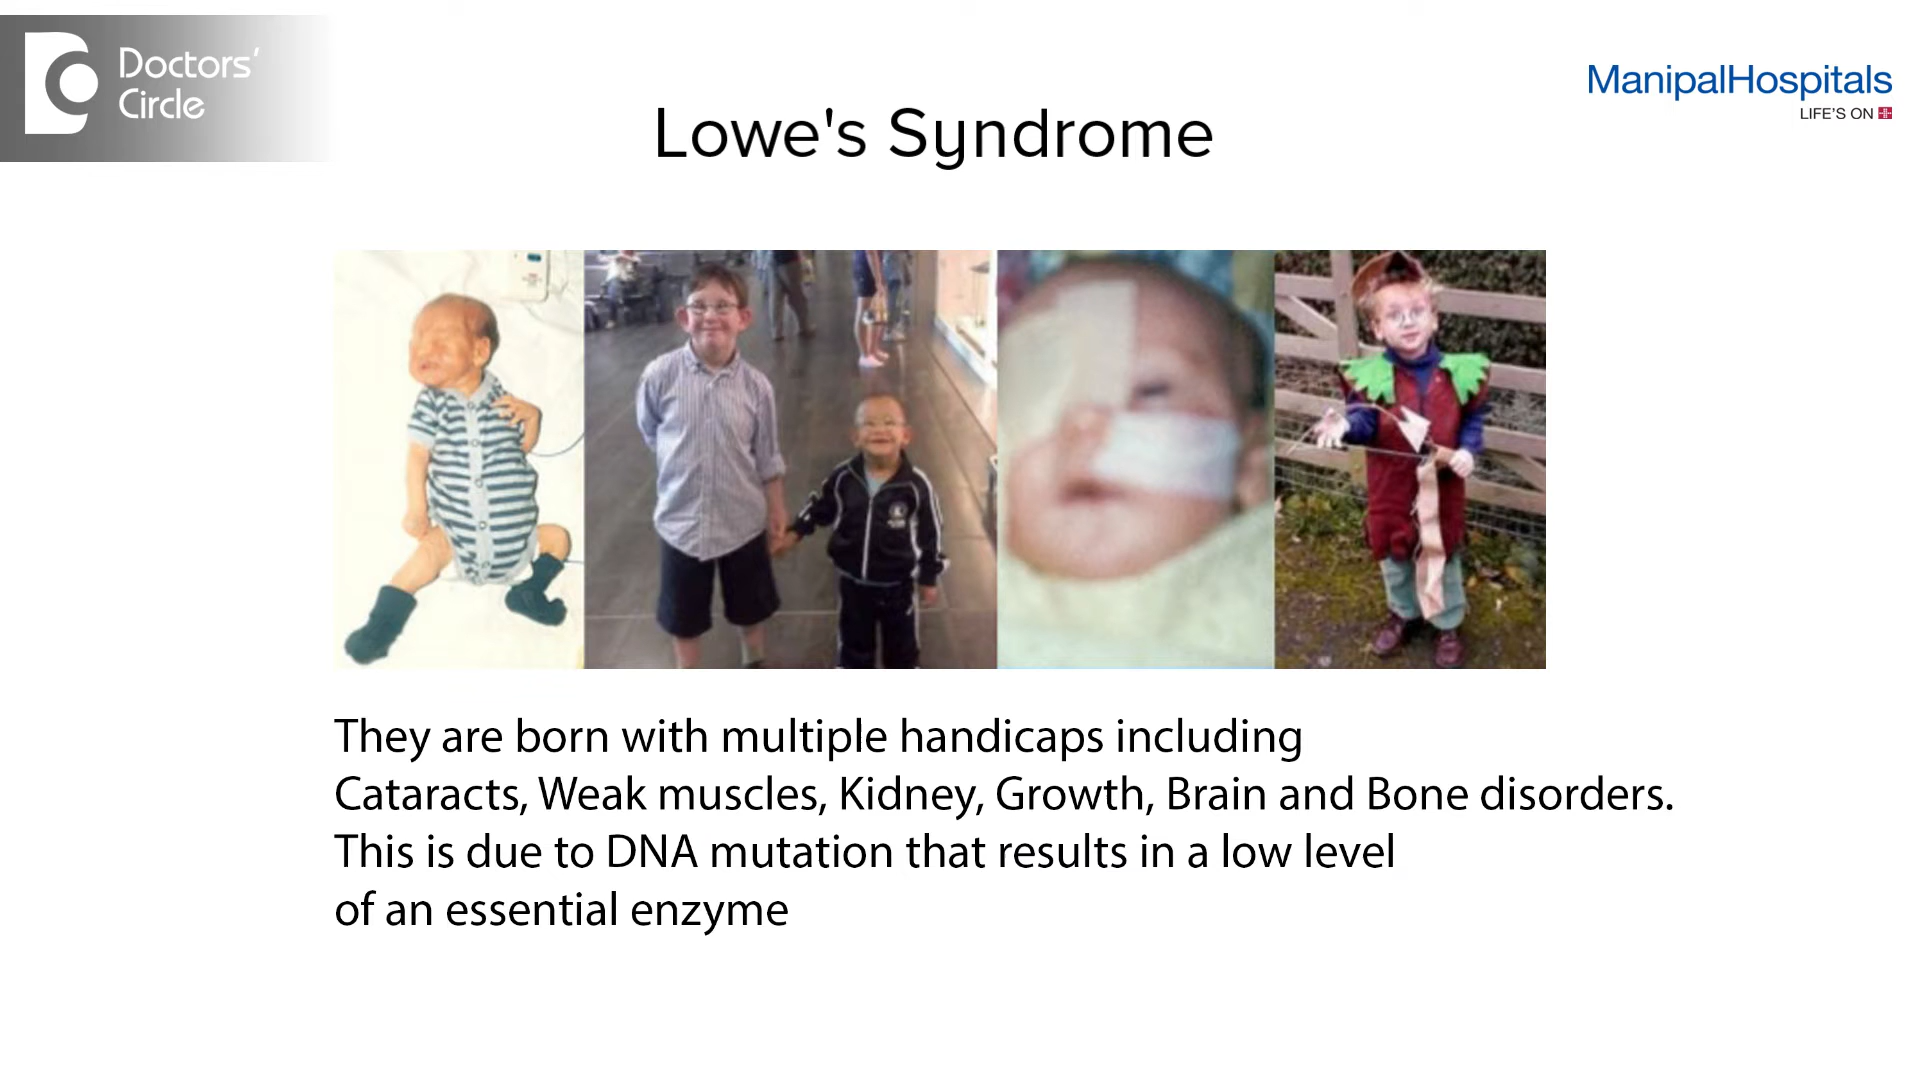 Doctors'
Circle
ManipalHospitals
LIFE'S ON
Lowe's Syndrome
They are born with multiple handicaps including
Cataracts, Weak muscles, Kidney, Growth, Brain and Bone disorders.
This is due to DNA mutation that results in a low level
of an essential enzyme